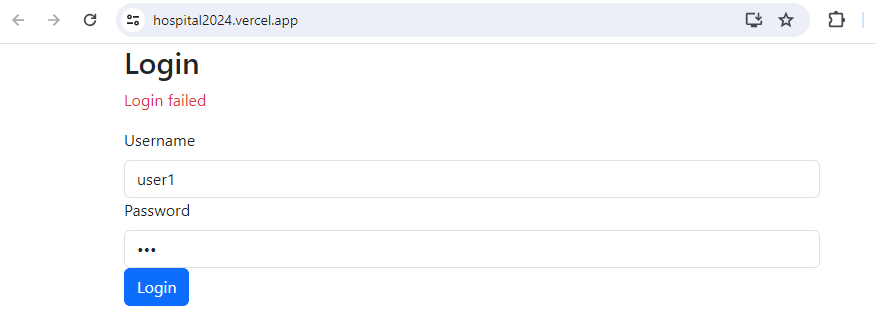 hospital2024.vercel.app
Login
Login failed
Username
user1
Password
•••
Login